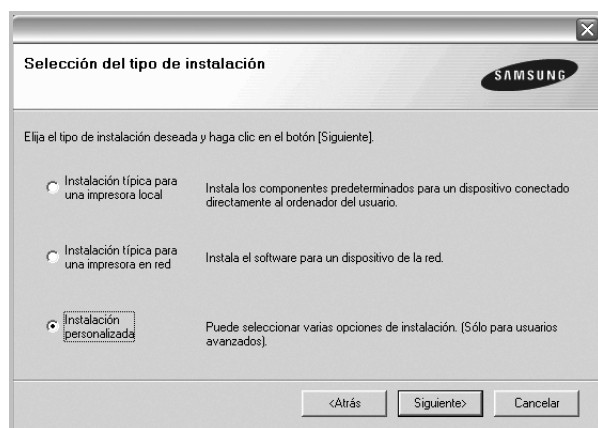 Selección del tipo de instalación
SAMSUNG
Elija el tipo de instalación deseada y haga clic en el botón [Siguiente].
Instalación típica para
una impresora local
Instala los componentes predeterminados para un dispositivo conectado
directamente al ordenador del usuario.
Instalación típica para
una impresora en red
Instala el software para un dispositivo de la red.
Instalación
personalizada
Puede seleccionar varias opciones de instalación. (Sólo para usuarios
avanzados).
<Atrás
Siguiente>
Cancelar